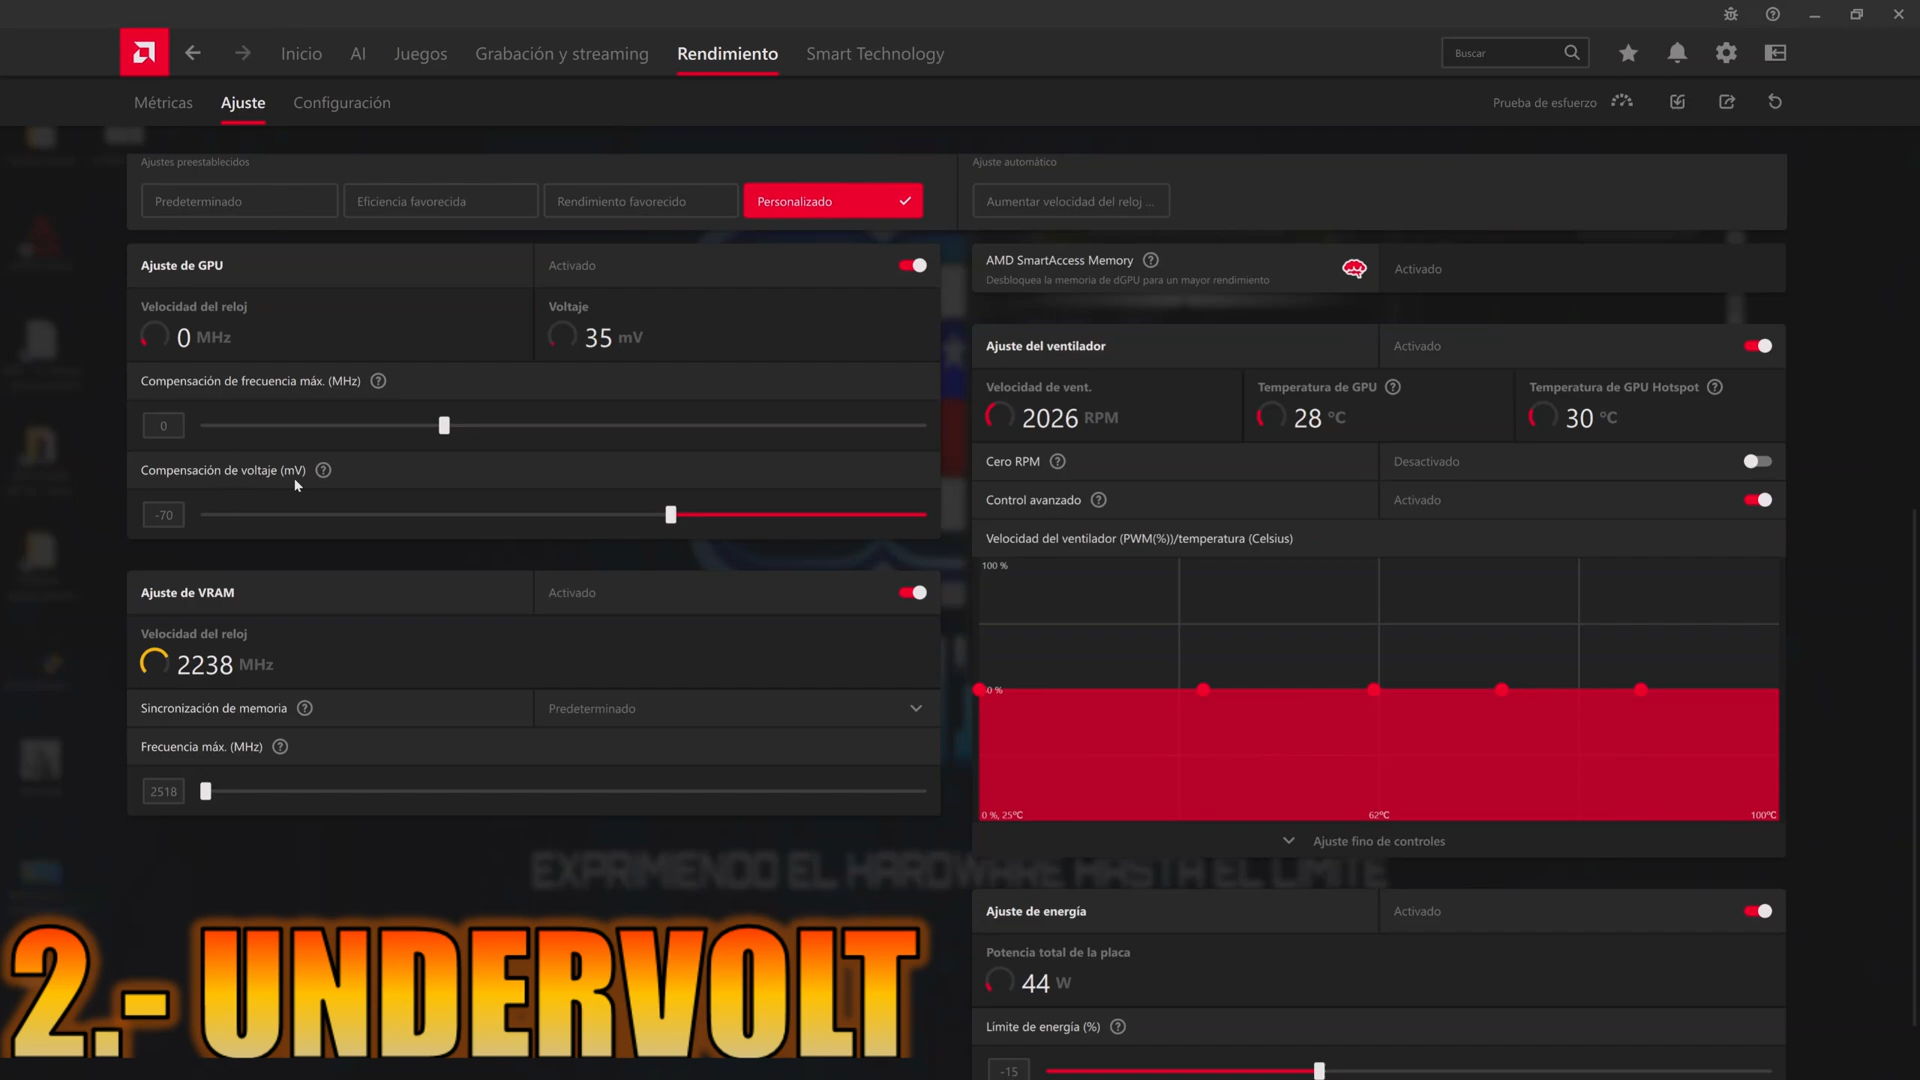 Inicio
AI
Juegos
Grabación y streaming
Rendimiento
Smart Technology
Buscar
Métricas
Ajuste
Configuración
Prueba de esfuerzo
Ajustes preestablecidos
Predeterminado
Eficiencia favorecida
Rendimiento favorecido
Personalizado
Ajuste automático
Aumentar velocidad del reloj ...
Ajuste de GPU
Activado
Velocidad del reloj
0 MHz
Voltaje
35 mV
Compensación de frecuencia máx. (MHz)
0
Compensación de voltaje (mV)
-70
Ajuste de VRAM
Activado
Velocidad del reloj
2238 MHz
Sincronización de memoria
Predeterminado
Frecuencia máx. (MHz)
2518
AMD SmartAccess Memory
Desbloquea la memoria de dGPU para un mayor rendimiento
Activado
Ajuste del ventilador
Activado
Velocidad de vent.
2026 RPM
Temperatura de GPU
28 °C
Temperatura de GPU Hotspot
30 °C
Cero RPM
Desactivado
Control avanzado
Activado
Velocidad del ventilador (PWM(%))/temperatura (Celsius)
100 %
0 %
0 %, 25°C
62°C
100°C
Ajuste fino de controles
EXPRIMIENDO EL HARDWARE HASTA EL LÍMITE
Ajuste de energía
Activado
Potencia total de la placa
44 W
Límite de energía (%)
-15
2.- UNDERVOLT